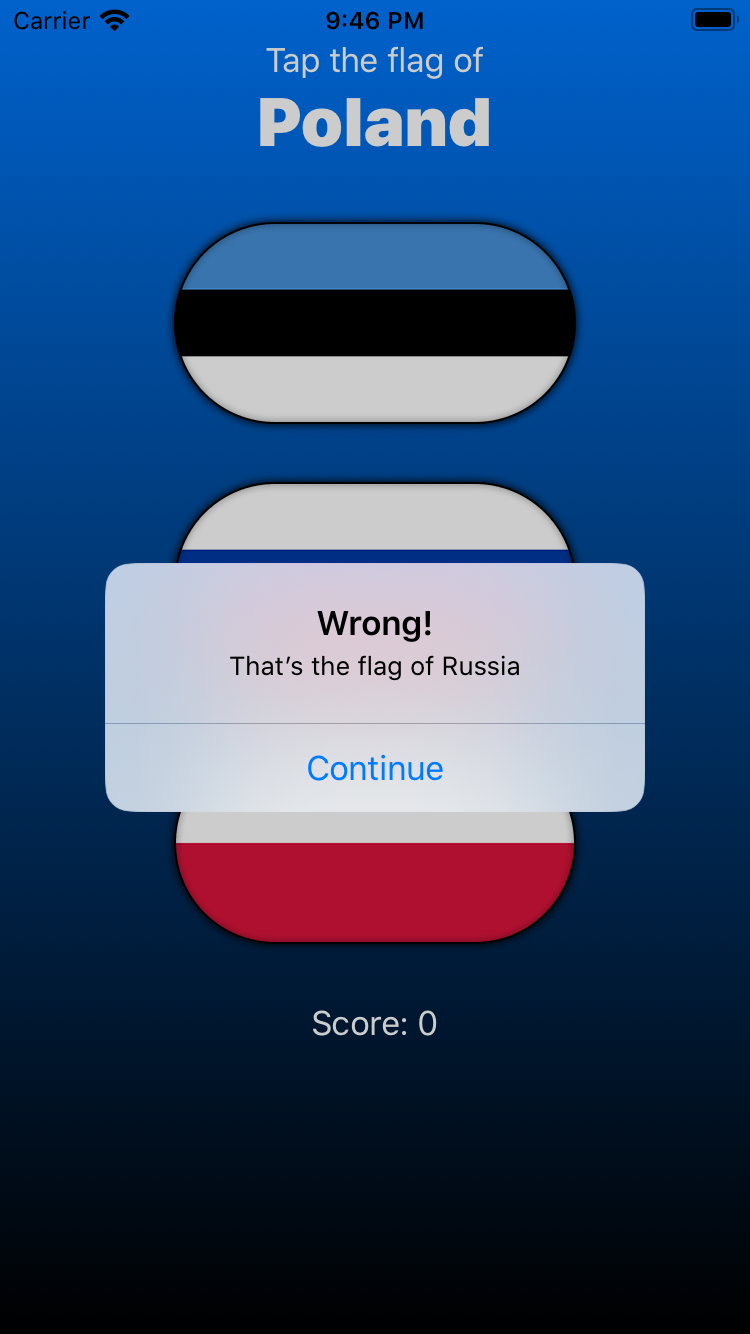 Carrier 9:46 PM
Tap the flag of
Poland
Wrong!
That’s the flag of Russia
Continue
Score: 0